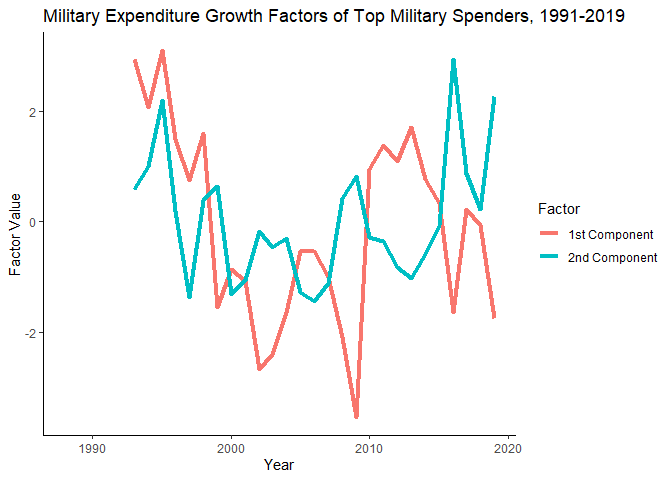 Military Expenditure Growth Factors of Top Military Spenders, 1991-2019
2
0
-2
Factor Value
1990
2000
2010
2020
Year
Factor
1st Component
2nd Component